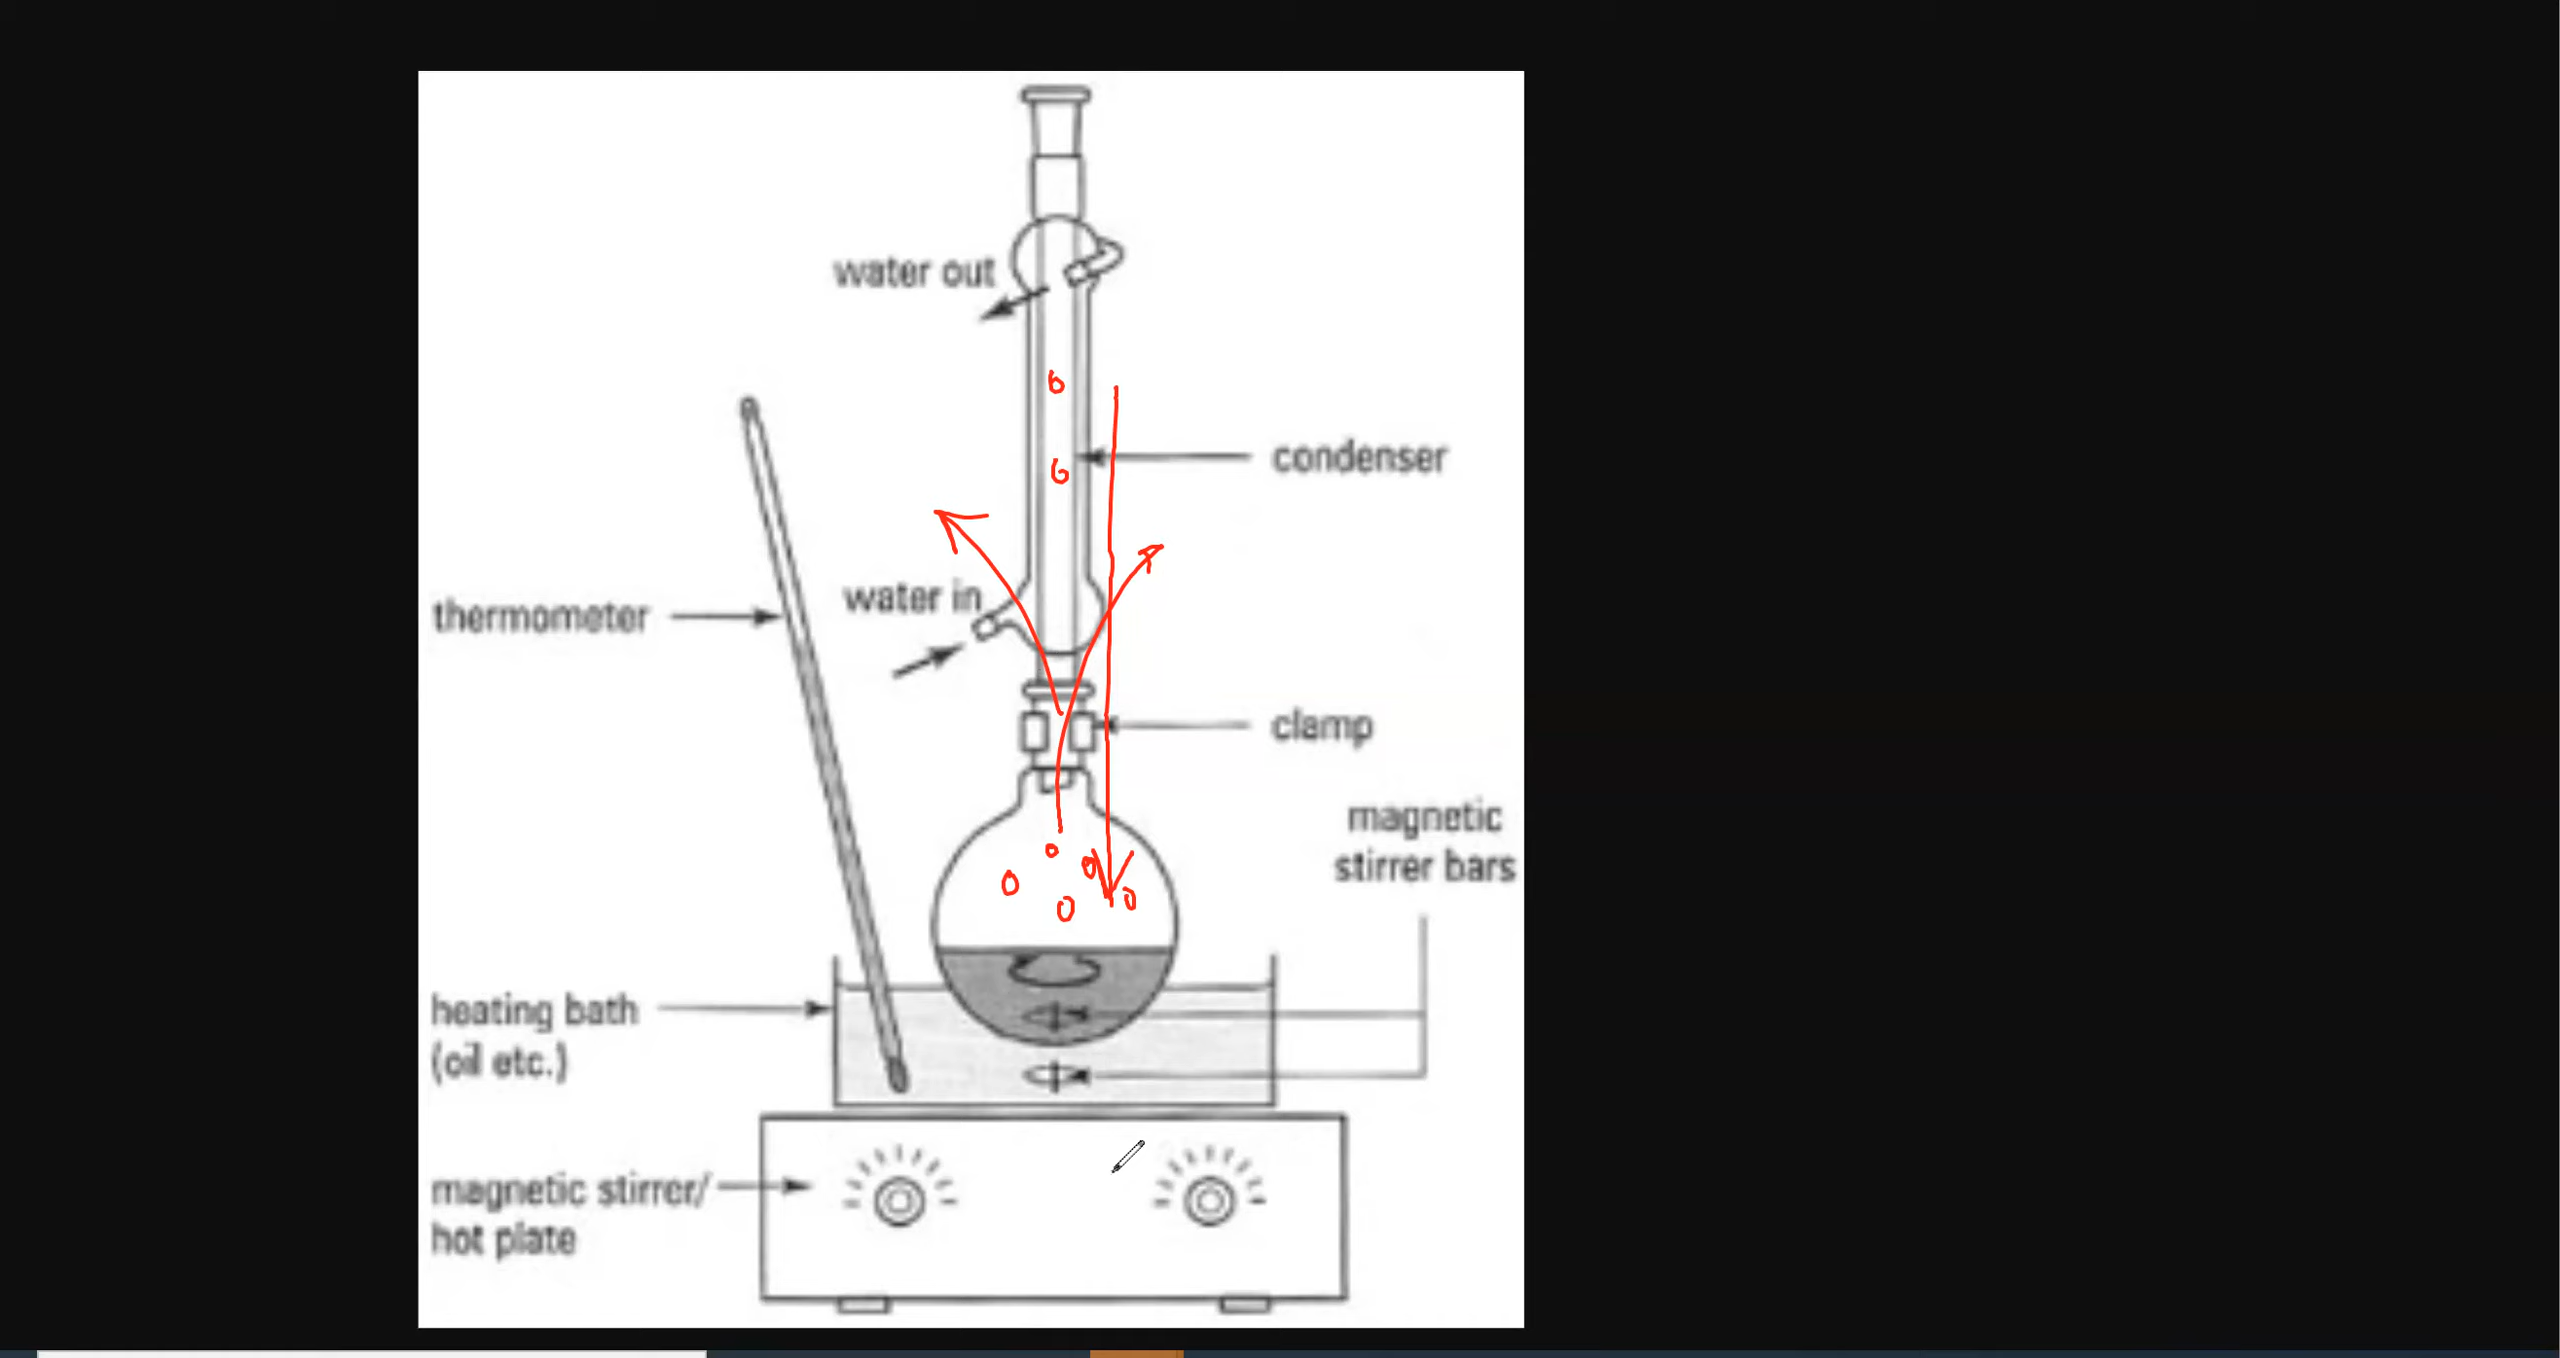 water out
condenser
water in
thermometer
clamp
magnetic
stirrer bars
heating bath
(oil etc.)
magnetic stirrer/
hot plate